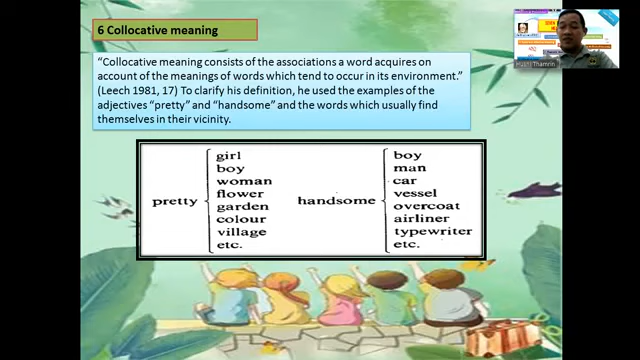 6 Collocative meaning
“Collocative meaning consists of the associations a word acquires on
account of the meanings of words which tend to occur in its environment.”
(Leech 1981, 17) To clarify his definition, he used the examples of the
adjectives “pretty” and “handsome” and the words which usually find
themselves in their vicinity.
pretty
girl
boy
woman
flower
garden
colour
village
etc.
handsome
boy
man
car
vessel
overcoat
airliner
typewriter
etc.
Thamrin